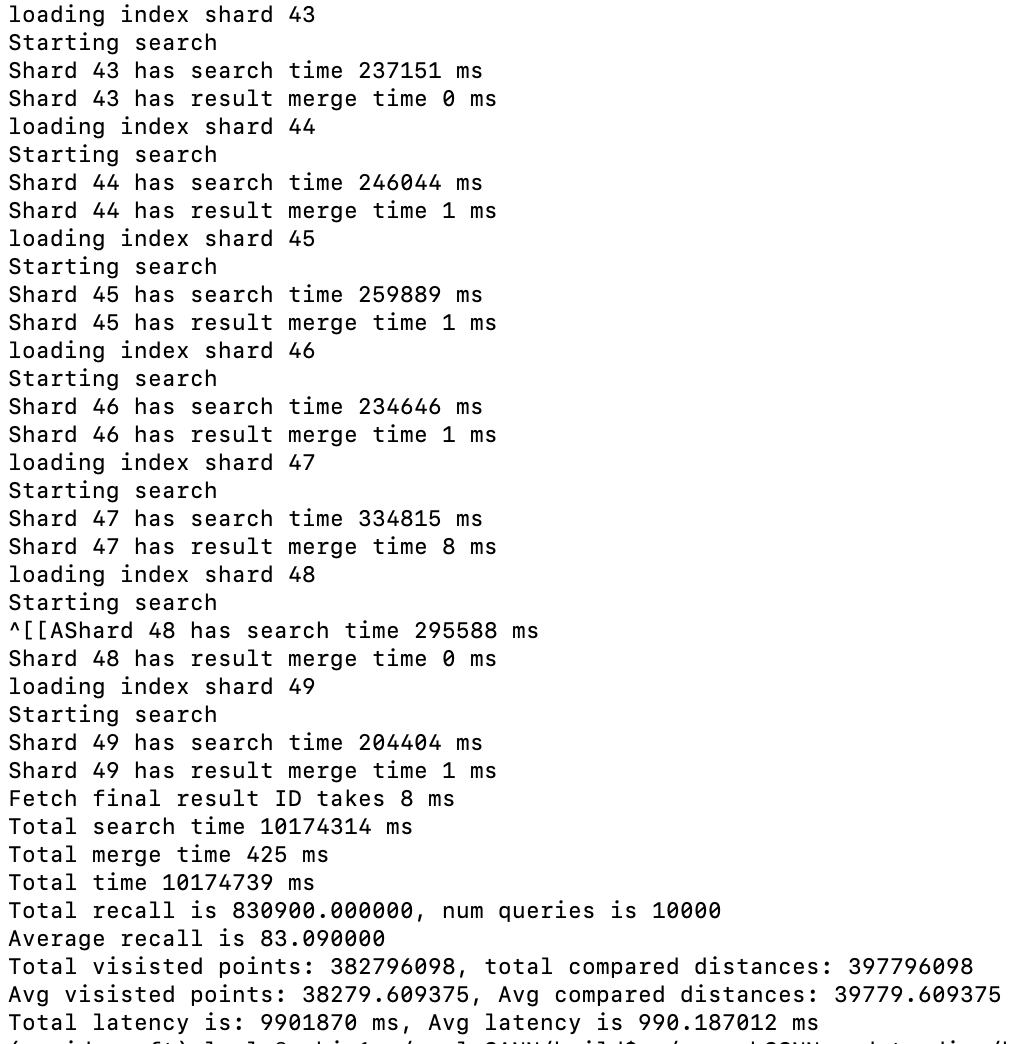 loading index shard 43
Starting search
Shard 43 has search time 237151 ms
Shard 43 has result merge time 0 ms
loading index shard 44
Starting search
Shard 44 has search time 246044 ms
Shard 44 has result merge time 1 ms
loading index shard 45
Starting search
Shard 45 has search time 259889 ms
Shard 45 has result merge time 1 ms
loading index shard 46
Starting search
Shard 46 has search time 234646 ms
Shard 46 has result merge time 1 ms
loading index shard 47
Starting search
Shard 47 has search time 334815 ms
Shard 47 has result merge time 8 ms
loading index shard 48
Starting search
^[[AShard 48 has search time 295588 ms
Shard 48 has result merge time 0 ms
loading index shard 49
Starting search
Shard 49 has search time 204404 ms
Shard 49 has result merge time 1 ms
Fetch final result ID takes 8 ms
Total search time 10174314 ms
Total merge time 425 ms
Total time 10174739 ms
Total recall is 830900.000000, num queries is 10000
Average recall is 83.090000
Total visisted points: 382796098, total compared distances: 397796098
Avg visisted points: 38279.609375, Avg compared distances: 39779.609375
Total latency is: 9901870 ms, Avg latency is 990.187012 ms